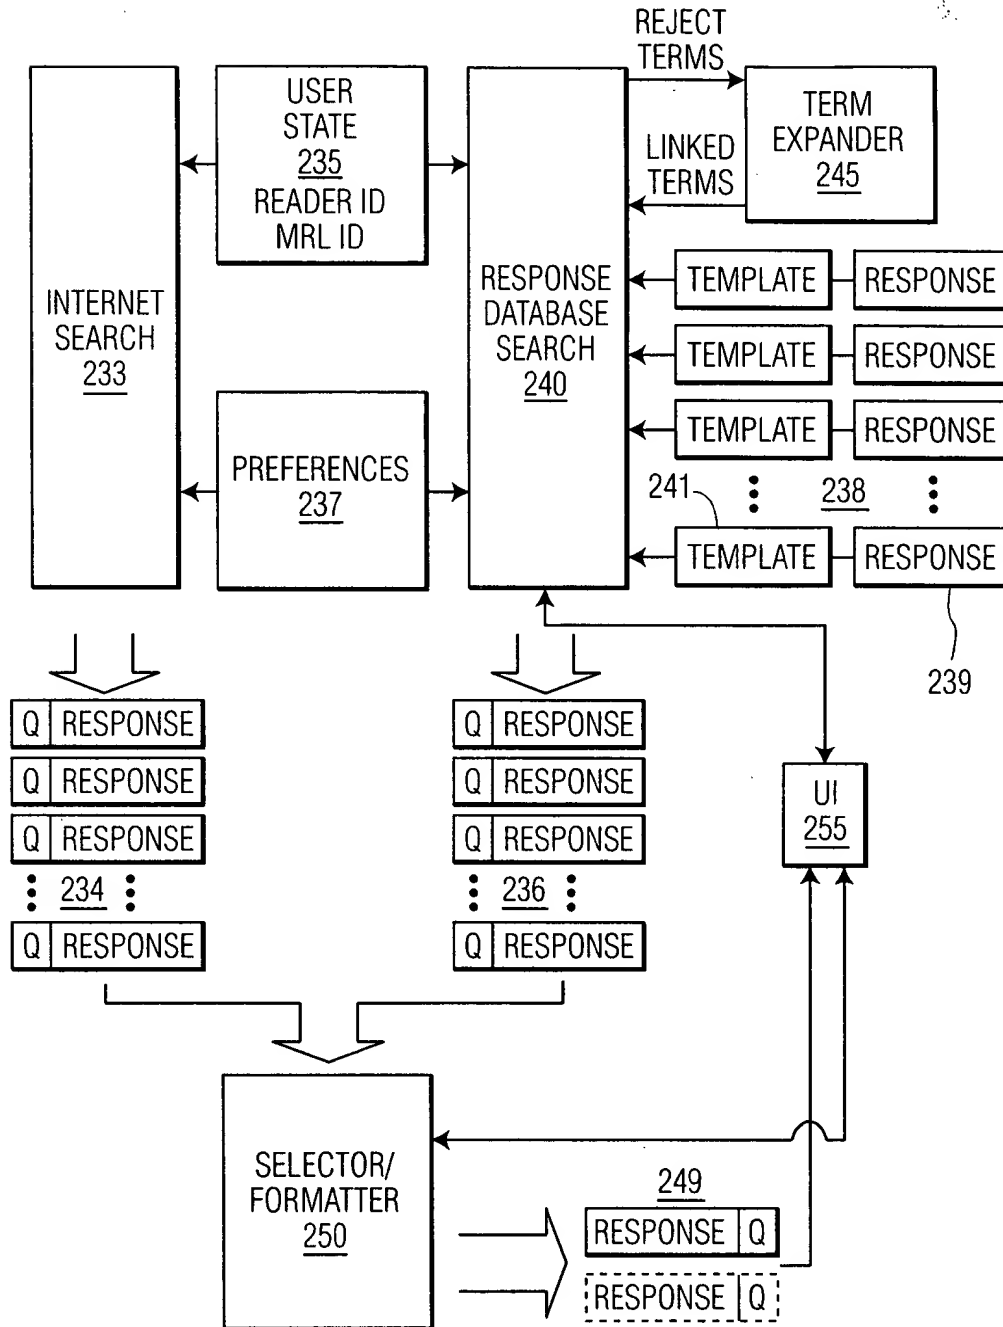 REJECT
TERMS
USER
STATE
235
READER ID
MRL ID
TERM
EXPANDER
245
LINKED
TERMS
INTERNET
SEARCH
233
RESPONSE
DATABASE
SEARCH
240
TEMPLATE RESPONSE
TEMPLATE RESPONSE
TEMPLATE RESPONSE
PREFERENCES
237
241
238
TEMPLATE RESPONSE
239
Q RESPONSE
Q RESPONSE
Q RESPONSE
234
Q RESPONSE
Q RESPONSE
Q RESPONSE
Q RESPONSE
236
Q RESPONSE
UI
255
SELECTOR/
FORMATTER
250
249
RESPONSE Q
RESPONSE Q